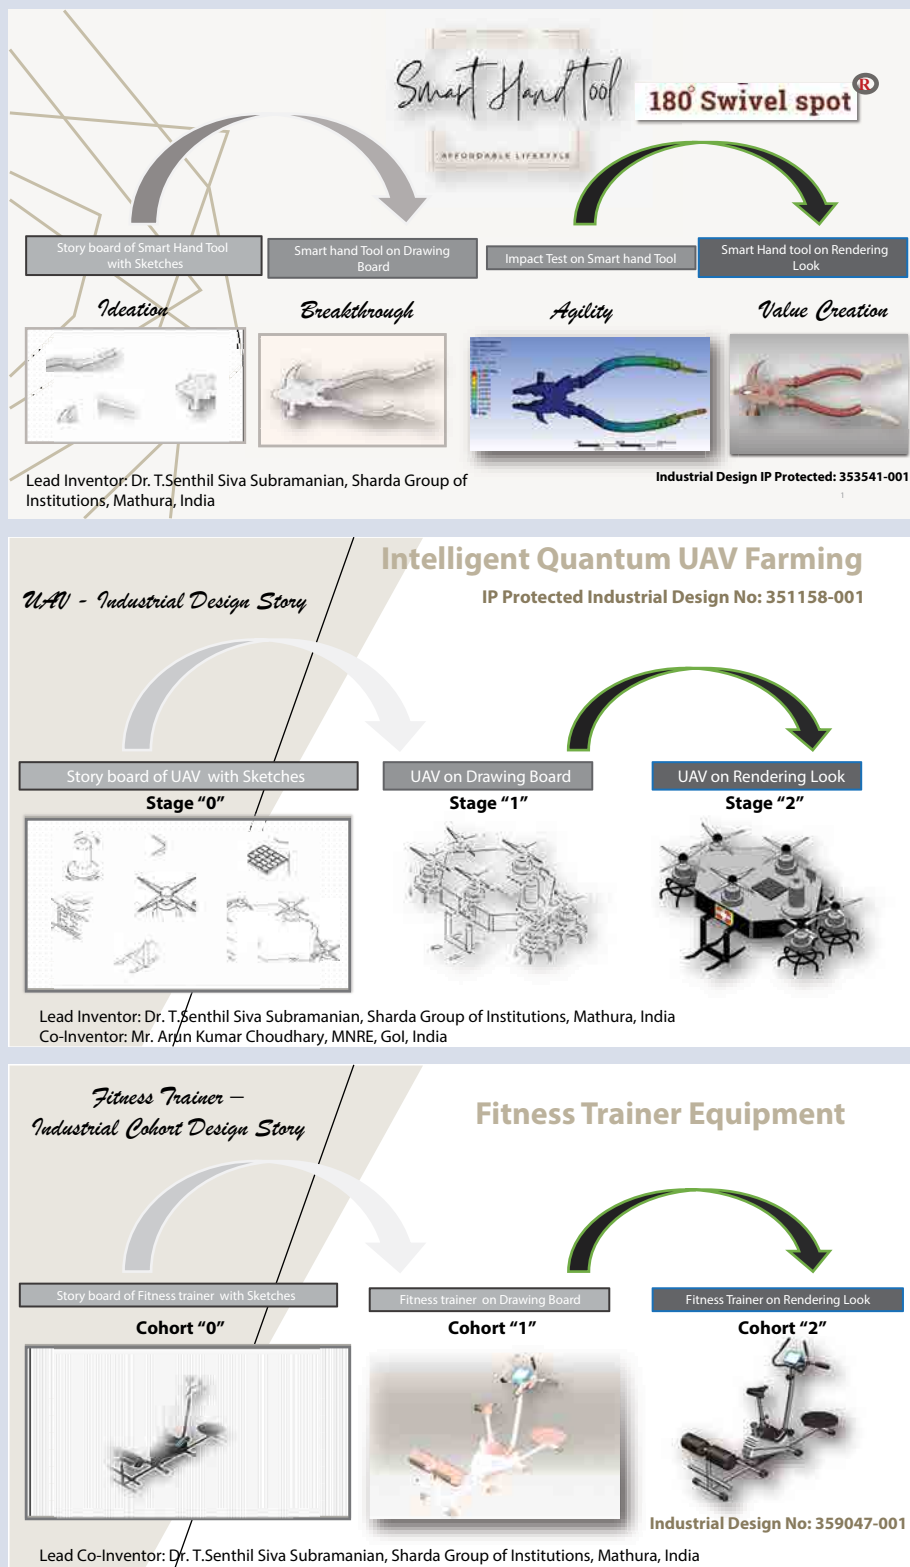 Smart Hand Tool
180° Swivel spot
R
AFFORDABLE LIFESTYLE
Story board of Smart Hand Tool
with Sketches
Smart hand Tool on Drawing
Board
Impact Test on Smart hand Tool
Smart Hand tool on Rendering
Look
Ideation
Breakthrough
Agility
Value Creation
Lead Inventor: Dr. T.Senthil Siva Subramanian, Sharda Group of
Institutions, Mathura, India
Industrial Design IP Protected: 353541-001
1
Intelligent Quantum UAV Farming
UAV - Industrial Design Story
IP Protected Industrial Design No: 351158-001
Story board of UAV with Sketches
UAV on Drawing Board
UAV on Rendering Look
Stage “0”
Stage “1”
Stage “2”
Lead Inventor: Dr. T.Senthil Siva Subramanian, Sharda Group of Institutions, Mathura, India
Co-Inventor: Mr. Arun Kumar Choudhary, MNRE, GoI, India
Fitness Trainer –
Industrial Cohort Design Story
Fitness Trainer Equipment
Story board of Fitness trainer with Sketches
Fitness trainer on Drawing Board
Fitness Trainer on Rendering Look
Cohort “0”
Cohort “1”
Cohort “2”
Industrial Design No: 359047-001
Lead Co-Inventor: Dr. T.Senthil Siva Subramanian, Sharda Group of Institutions, Mathura, India